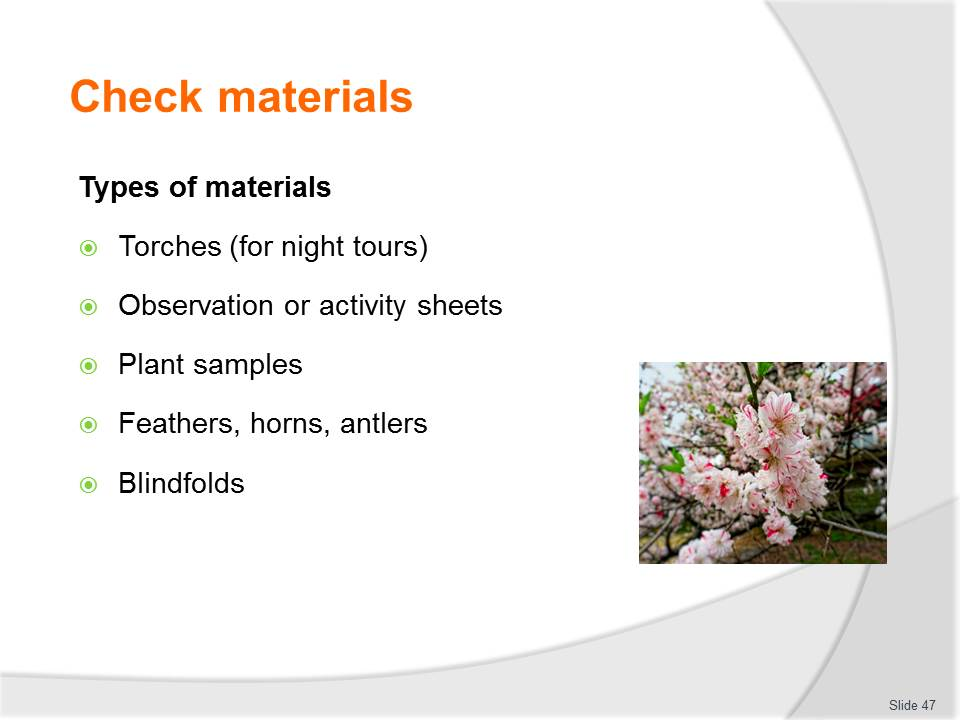 Check materials
Types of materials
Torches (for night tours)
Observation or activity sheets
Plant samples
Feathers, horns, antlers
Blindfolds
Slide 47